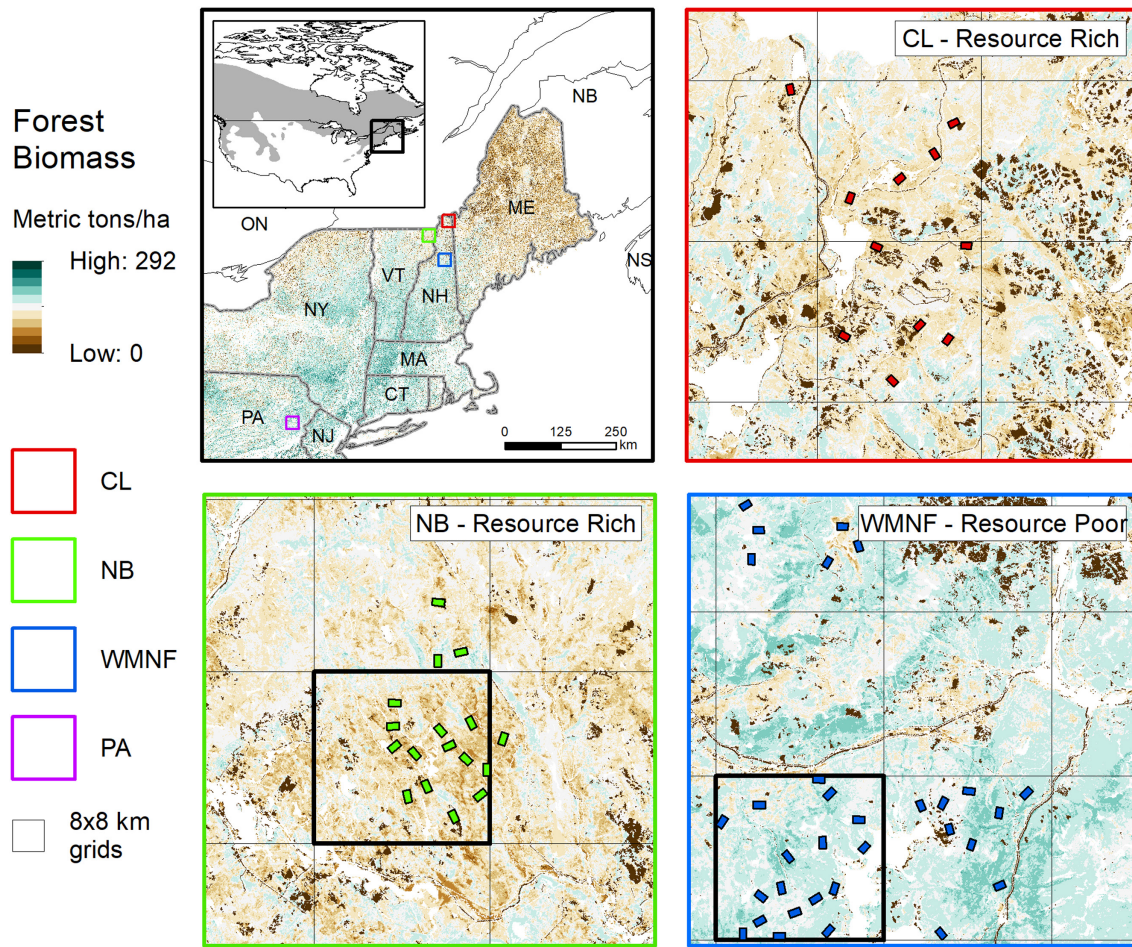 Forest
Biomass
Metric tons/ha
High: 292
Low: 0
CL
NB
WMNF
PA
8x8 km
grids
NB
ON
ME
NS
VT
NY
NH
MA
CT
PA
NJ
0 125 250
km
CL - Resource Rich
NB - Resource Rich
WMNF - Resource Poor